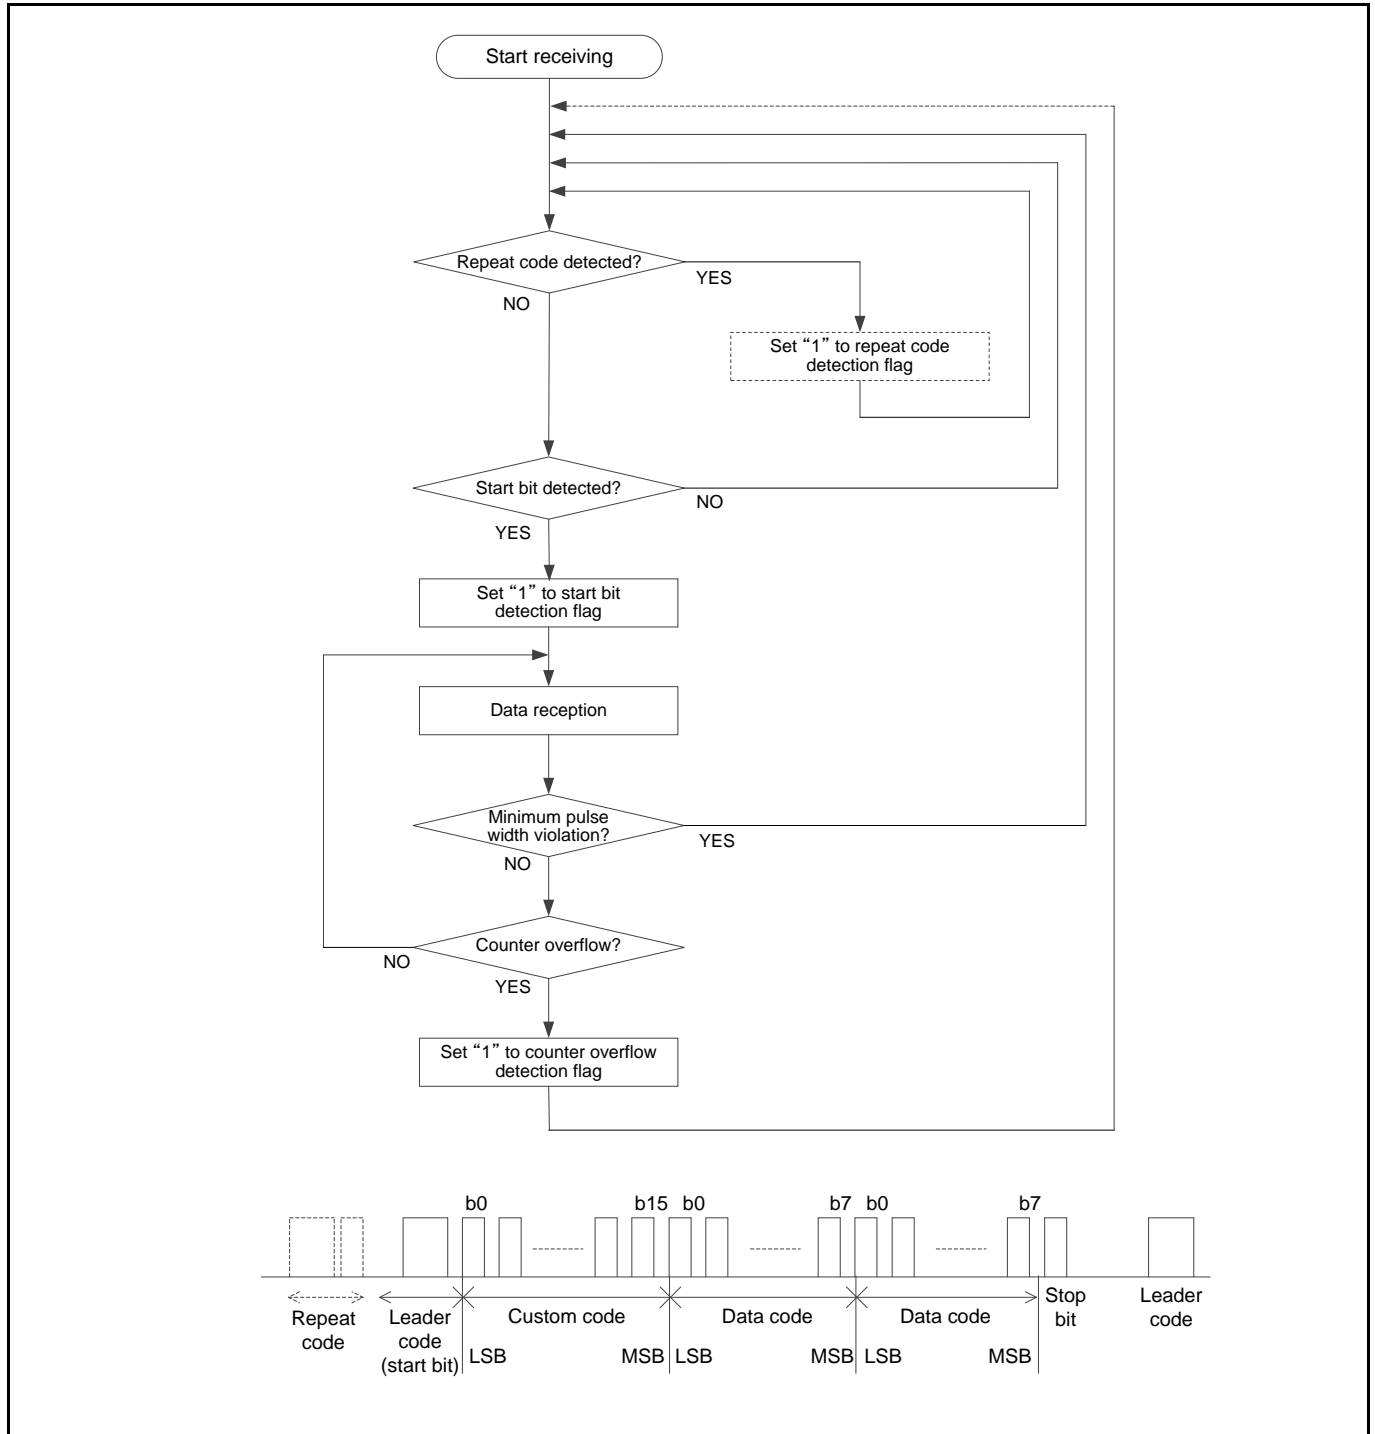 Start receiving
Repeat code detected?
YES
NO
Set “1” to repeat code
detection flag
Start bit detected?
NO
YES
Set “1” to start bit
detection flag
Data reception
Minimum pulse
width violation?
YES
NO
Counter overflow?
NO
YES
Set “1” to counter overflow
detection flag
b0 b15 b0 b7 b0 b7
Repeat
code
Leader
code
(start bit)
Custom code
Data code
Data code
Stop
bit
Leader
code
LSB MSB LSB MSB LSB MSB